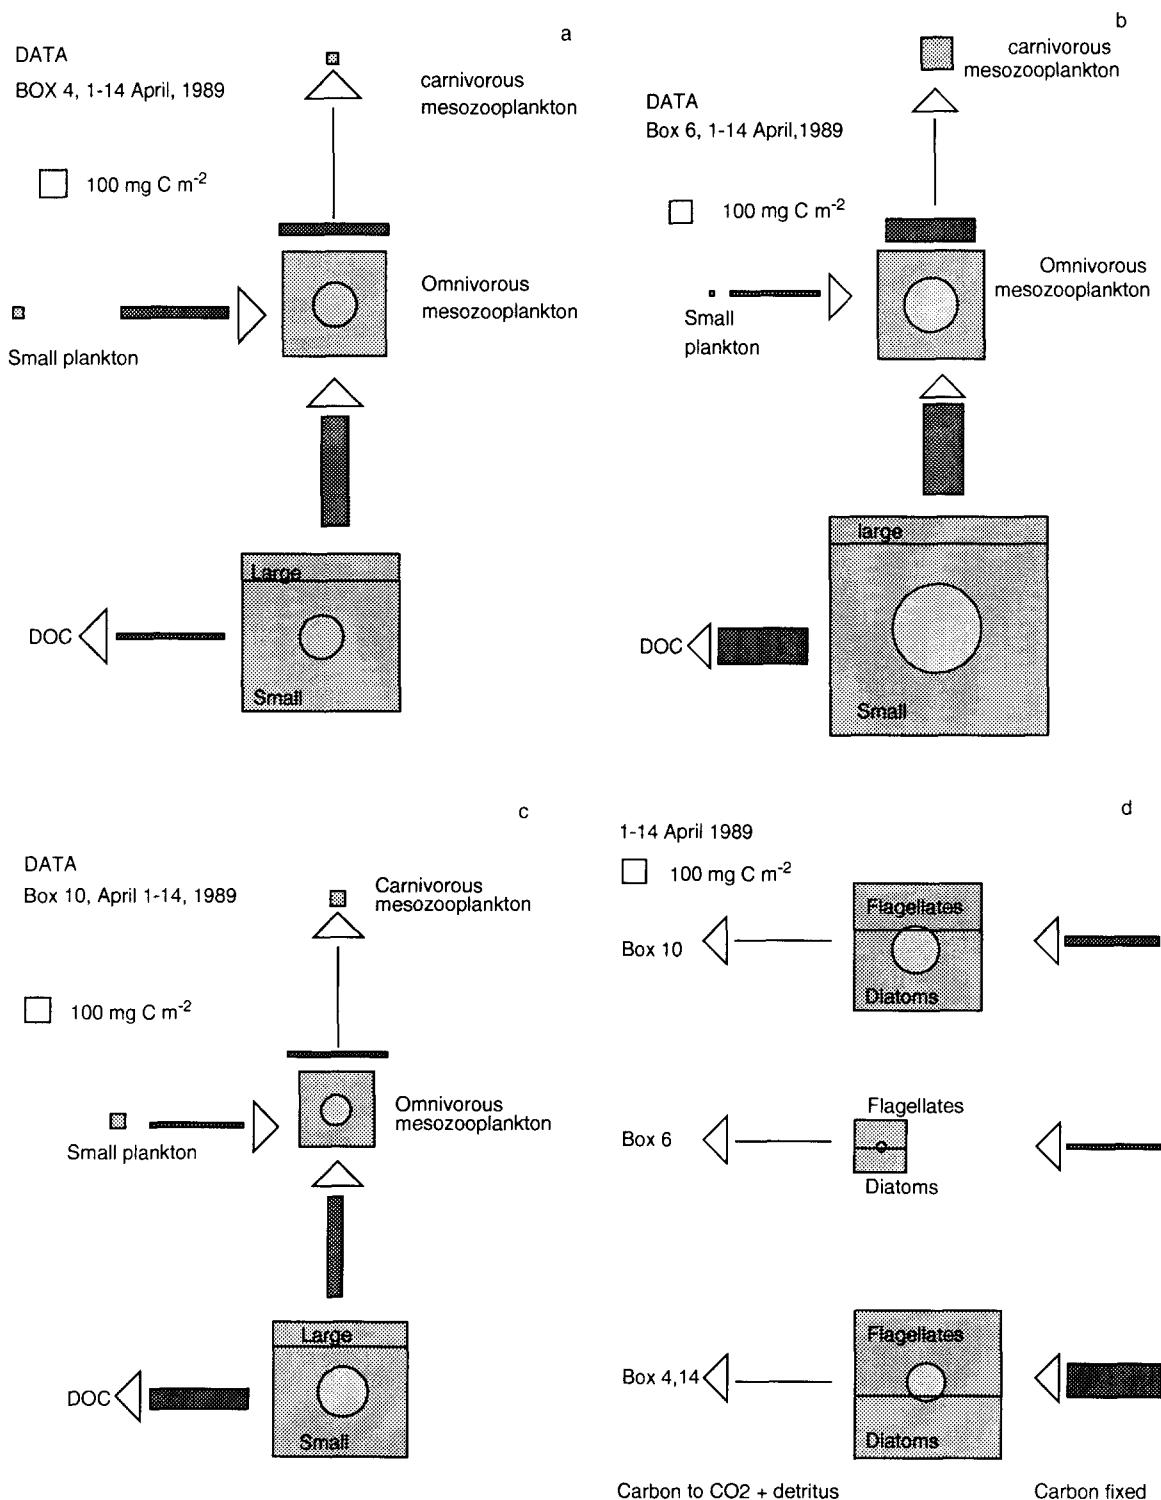 a
DATA
BOX 4, 1-14 April, 1989
carnivorous
mesozooplankton
100 mg C m-2
Omnivorous
mesozooplankton
Small plankton
Large
DOC
Small
b
carnivorous
mesozooplankton
DATA
Box 6, 1-14 April,1989
100 mg C m-2
Omnivorous
mesozooplankton
Small
plankton
large
DOC
Small
c
DATA
Box 10, April 1-14, 1989
Carnivorous
mesozooplankton
100 mg C m-2
Omnivorous
mesozooplankton
Small plankton
Large
DOC
Small
d
1-14 April 1989
100 mg C m-2
Flagellates
Box 10
Diatoms
Flagellates
Box 6
Diatoms
Flagellates
Box 4,14
Diatoms
Carbon to CO2 + detritus
Carbon fixed